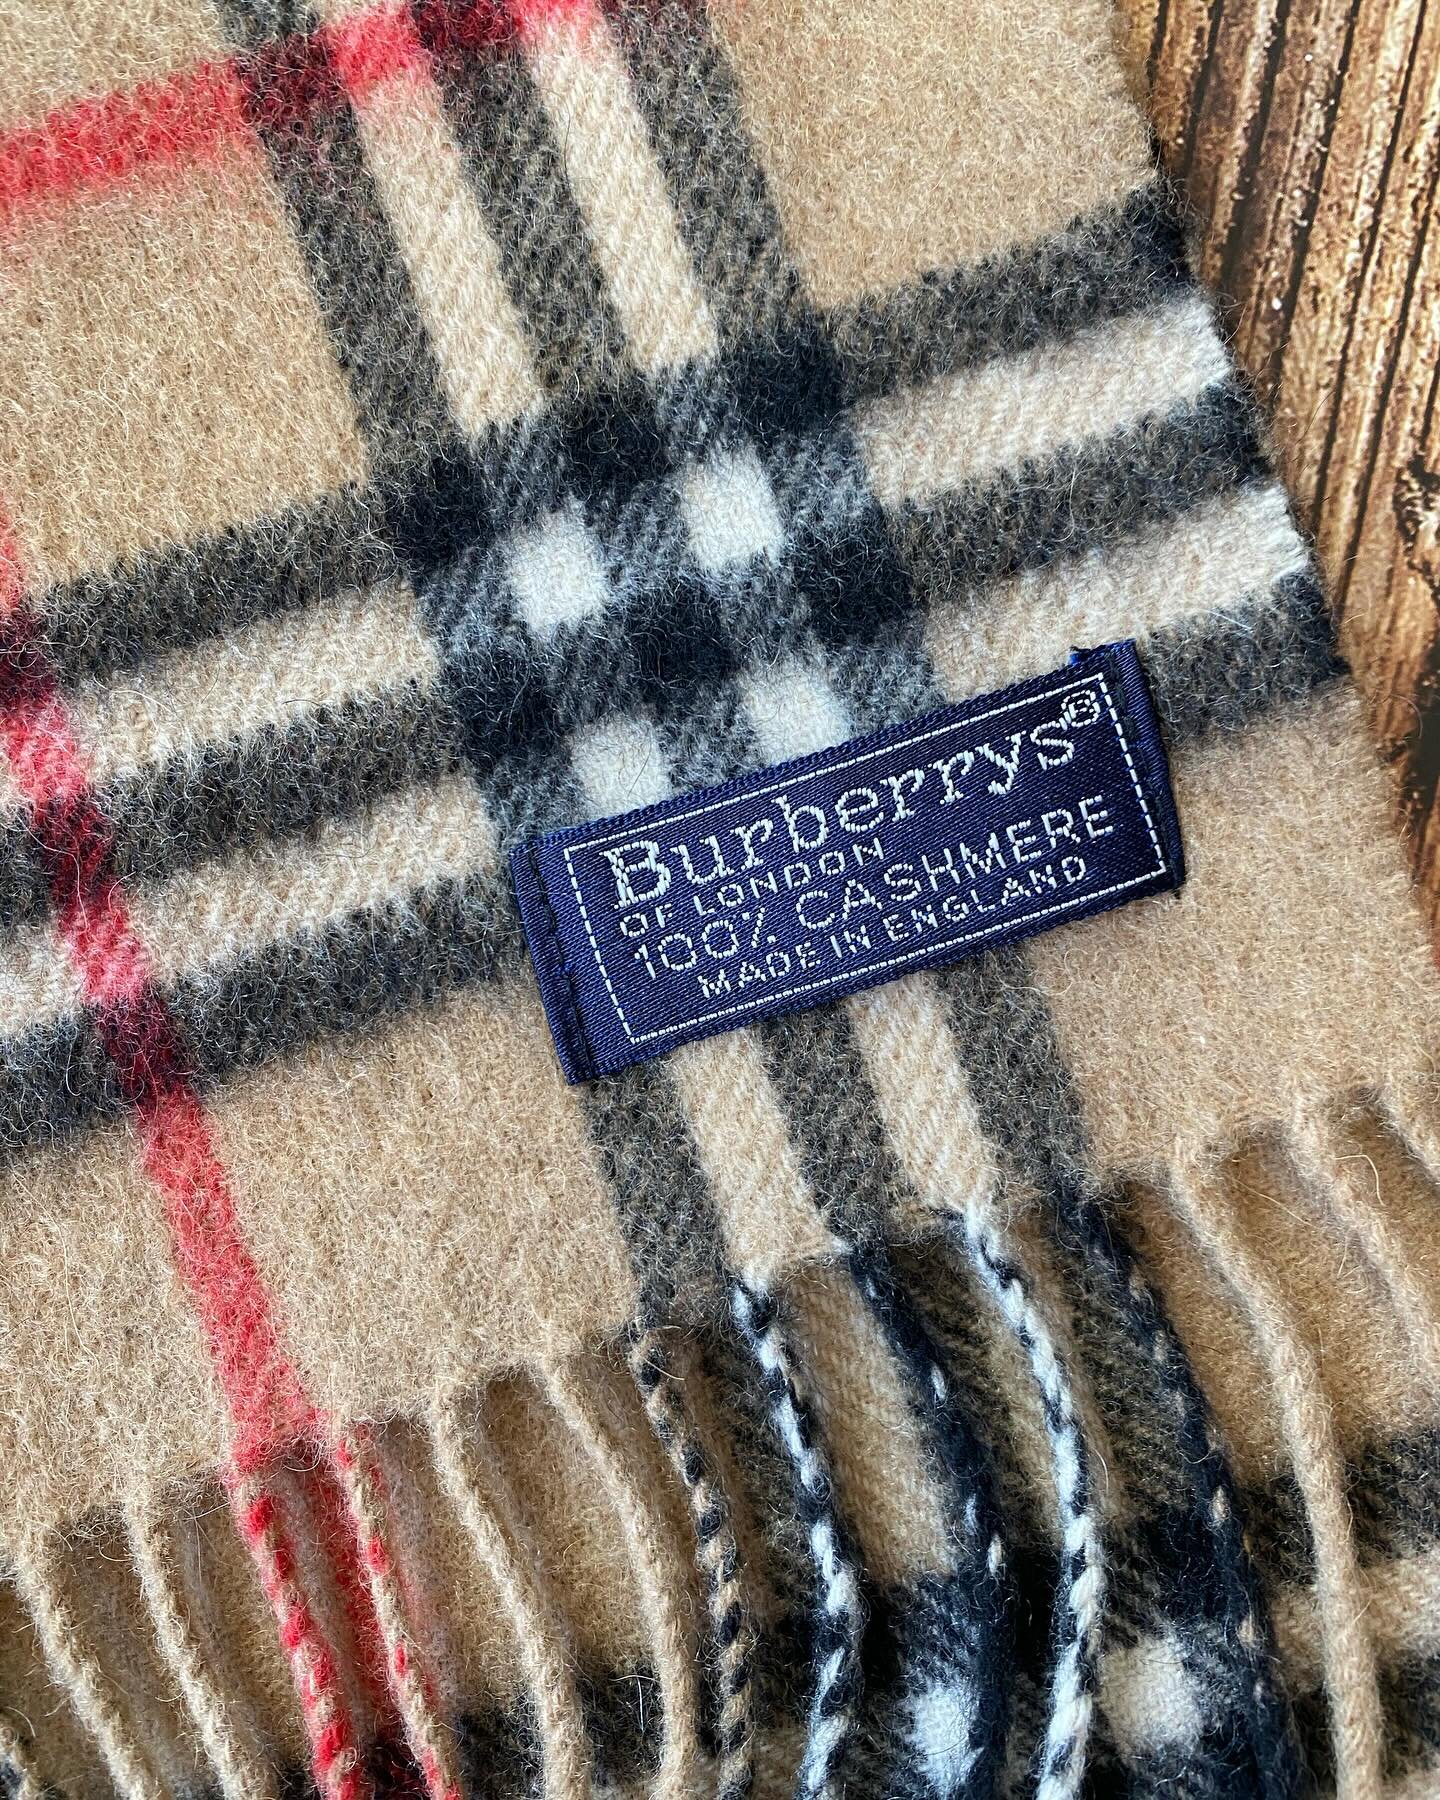 Burberrys®
OF LONDON
100% CASHMERE
MADE IN ENGLAND